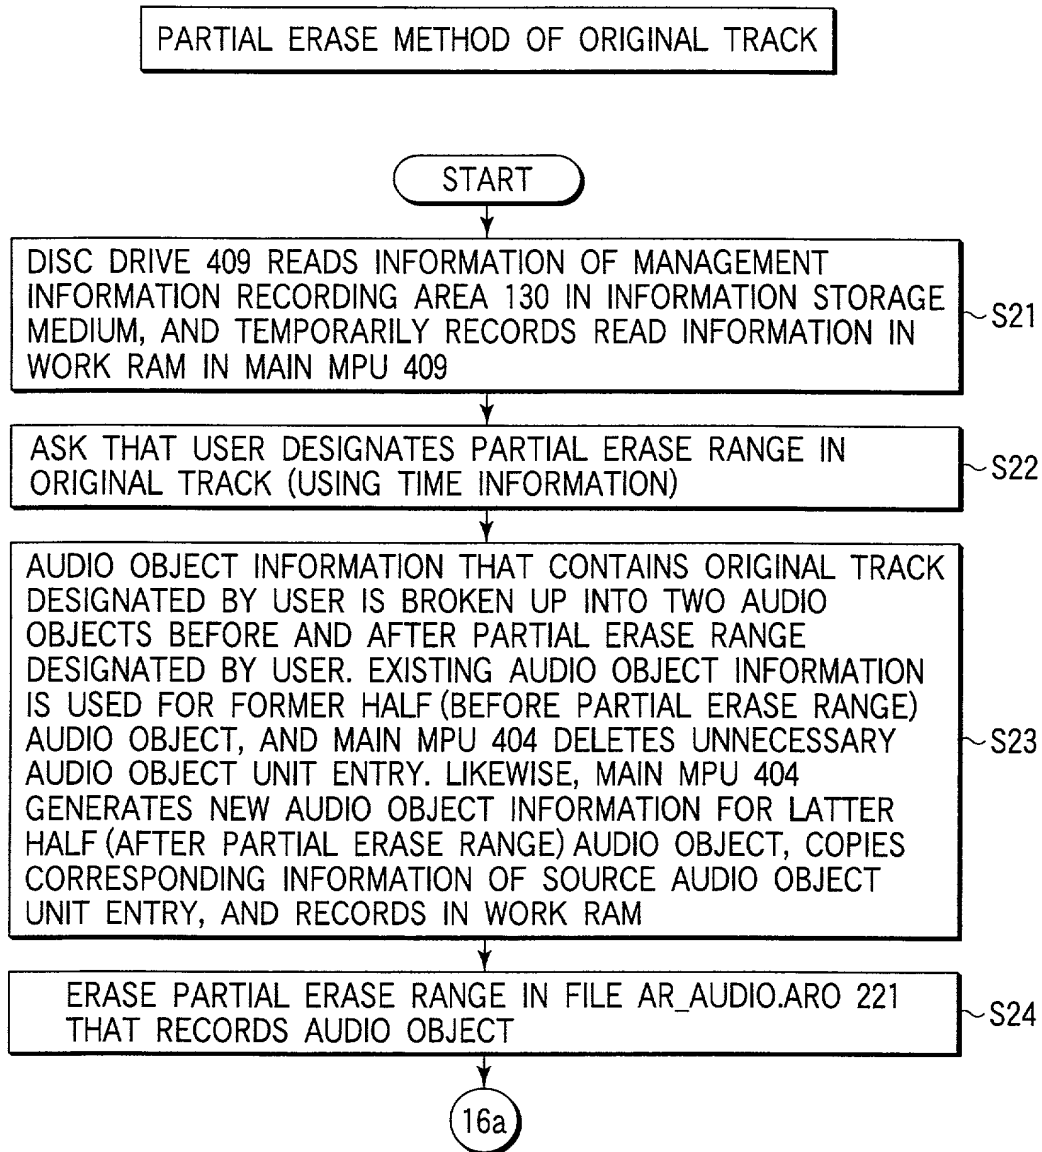 PARTIAL ERASE METHOD OF ORIGINAL TRACK
START
DISC DRIVE 409 READS INFORMATION OF MANAGEMENT
INFORMATION RECORDING AREA 130 IN INFORMATION STORAGE
MEDIUM, AND TEMPORARILY RECORDS READ INFORMATION IN
WORK RAM IN MAIN MPU 409
S21
ASK THAT USER DESIGNATES PARTIAL ERASE RANGE IN
ORIGINAL TRACK (USING TIME INFORMATION)
S22
AUDIO OBJECT INFORMATION THAT CONTAINS ORIGINAL TRACK
DESIGNATED BY USER IS BROKEN UP INTO TWO AUDIO
OBJECTS BEFORE AND AFTER PARTIAL ERASE RANGE
DESIGNATED BY USER. EXISTING AUDIO OBJECT INFORMATION
IS USED FOR FORMER HALF (BEFORE PARTIAL ERASE RANGE)
AUDIO OBJECT, AND MAIN MPU 404 DELETES UNNECESSARY
AUDIO OBJECT UNIT ENTRY. LIKEWISE, MAIN MPU 404
GENERATES NEW AUDIO OBJECT INFORMATION FOR LATTER
HALF (AFTER PARTIAL ERASE RANGE) AUDIO OBJECT, COPIES
CORRESPONDING INFORMATION OF SOURCE AUDIO OBJECT
UNIT ENTRY, AND RECORDS IN WORK RAM
S23
ERASE PARTIAL ERASE RANGE IN FILE AR_AUDIO.ARO 221
THAT RECORDS AUDIO OBJECT
S24
16a